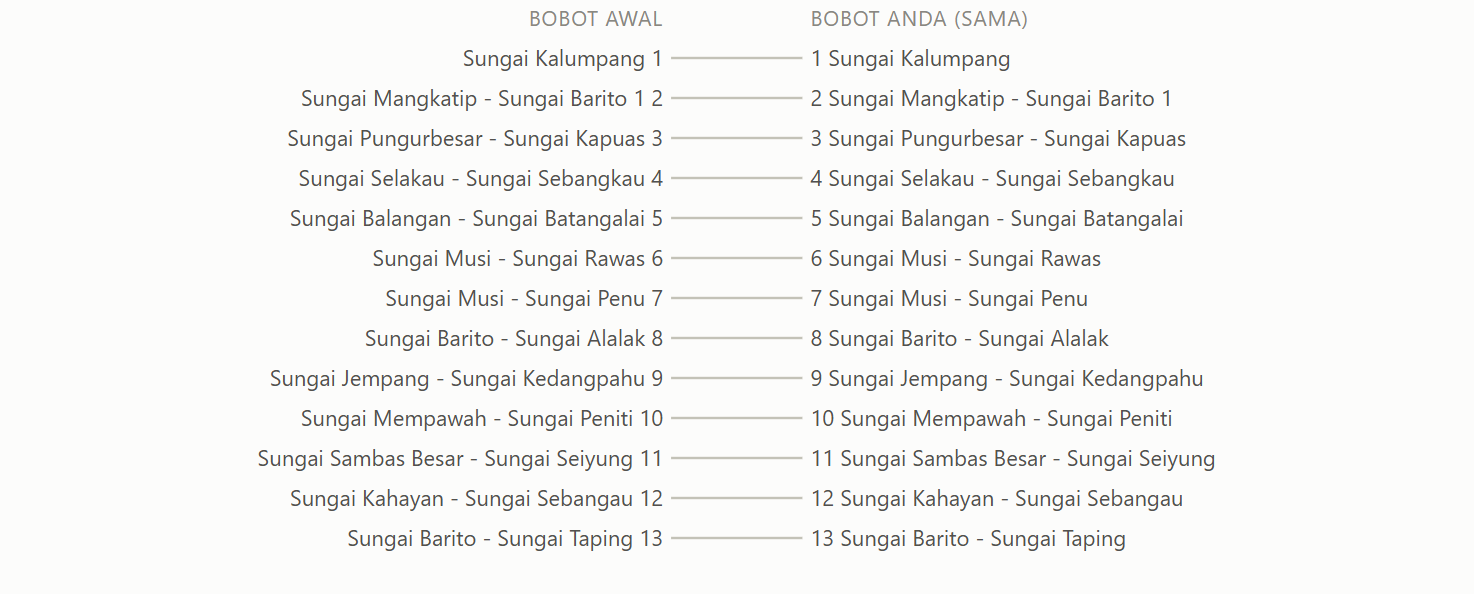 BOBOT AWAL BOBOT ANDA (SAMA)
Sungai Kalumpang 1 1 Sungai Kalumpang
Sungai Mangkatip - Sungai Barito 1 2 2 Sungai Mangkatip - Sungai Barito 1
Sungai Pungurbesar - Sungai Kapuas 3 3 Sungai Pungurbesar - Sungai Kapuas
Sungai Selakau - Sungai Sebangkau 4 4 Sungai Selakau - Sungai Sebangkau
Sungai Balangan - Sungai Batangalai 5 5 Sungai Balangan - Sungai Batangalai
Sungai Musi - Sungai Rawas 6 6 Sungai Musi - Sungai Rawas
Sungai Musi - Sungai Penu 7 7 Sungai Musi - Sungai Penu
Sungai Barito - Sungai Alalak 8 8 Sungai Barito - Sungai Alalak
Sungai Jempang - Sungai Kedangpahu 9 9 Sungai Jempang - Sungai Kedangpahu
Sungai Mempawah - Sungai Peniti 10 10 Sungai Mempawah - Sungai Peniti
Sungai Sambas Besar - Sungai Seiyung 11 11 Sungai Sambas Besar - Sungai Seiyung
Sungai Kahayan - Sungai Sebangau 12 12 Sungai Kahayan - Sungai Sebangau
Sungai Barito - Sungai Taping 13 13 Sungai Barito - Sungai Taping